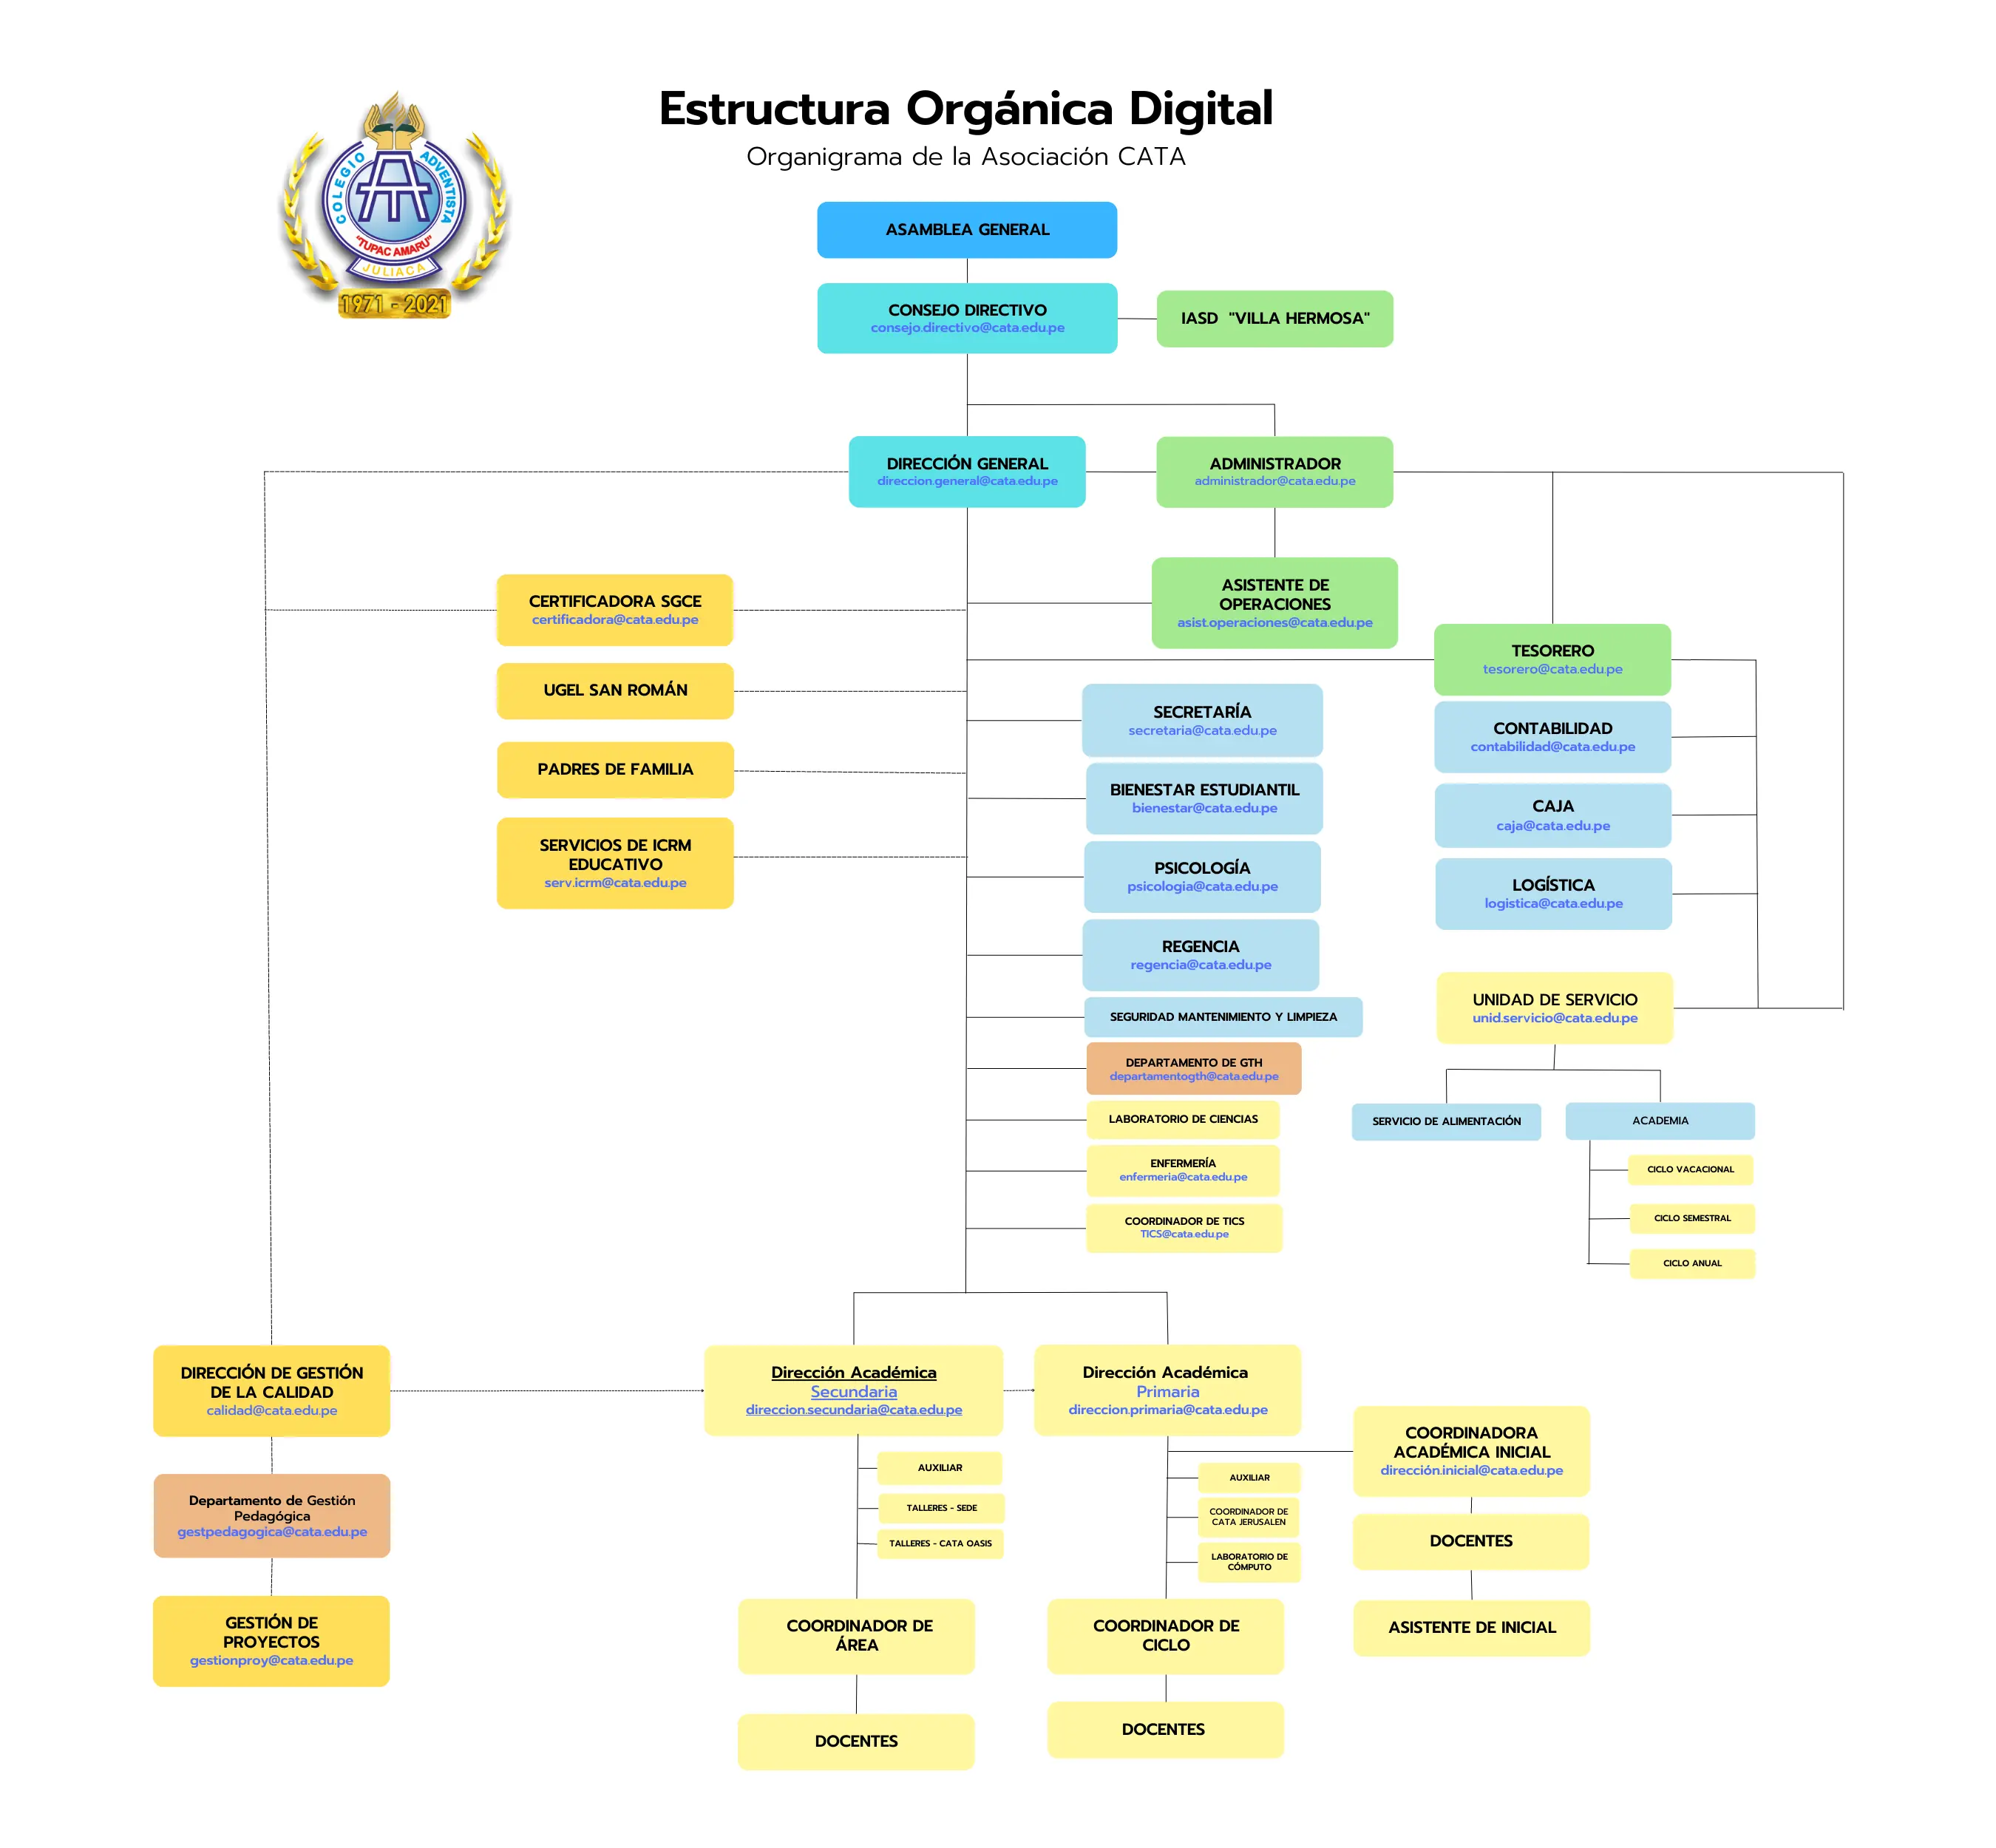 Estructura Orgánica Digital
Organigrama de la Asociación CATA
COLEGIO ADVENTISTA
"TUPAC AMARU"
JULIACA
1971 - 2021
ASAMBLEA GENERAL
CONSEJO DIRECTIVO
consejo.directivo@cata.edu.pe
IASD "VILLA HERMOSA"
DIRECCIÓN GENERAL
direccion.general@cata.edu.pe
ADMINISTRADOR
administrador@cata.edu.pe
CERTIFICADORA SGCE
certificadora@cata.edu.pe
UGEL SAN ROMÁN
PADRES DE FAMILIA
SERVICIOS DE ICRM
EDUCATIVO
serv.icrm@cata.edu.pe
ASISTENTE DE
OPERACIONES
asist.operaciones@cata.edu.pe
TESORERO
tesorero@cata.edu.pe
CONTABILIDAD
contabilidad@cata.edu.pe
CAJA
caja@cata.edu.pe
LOGÍSTICA
logistica@cata.edu.pe
SECRETARÍA
secretaria@cata.edu.pe
BIENESTAR ESTUDIANTIL
bienestar@cata.edu.pe
PSICOLOGÍA
psicologia@cata.edu.pe
REGENCIA
regencia@cata.edu.pe
SEGURIDAD MANTENIMIENTO Y LIMPIEZA
DEPARTAMENTO DE GTH
departamentogth@cata.edu.pe
LABORATORIO DE CIENCIAS
ENFERMERÍA
enfermeria@cata.edu.pe
COORDINADOR DE TICS
TICS@cata.edu.pe
UNIDAD DE SERVICIO
unid.servicio@cata.edu.pe
SERVICIO DE ALIMENTACIÓN
ACADEMIA
CICLO VACACIONAL
CICLO SEMESTRAL
CICLO ANUAL
DIRECCIÓN DE GESTIÓN
DE LA CALIDAD
calidad@cata.edu.pe
Departamento de Gestión
Pedagógica
gestpedagogica@cata.edu.pe
GESTIÓN DE
PROYECTOS
gestionproy@cata.edu.pe
Dirección Académica
Secundaria
direccion.secundaria@cata.edu.pe
AUXILIAR
TALLERES - SEDE
TALLERES - CATA OASIS
COORDINADOR DE
ÁREA
DOCENTES
Dirección Académica
Primaria
direccion.primaria@cata.edu.pe
AUXILIAR
COORDINADOR DE
CATA JERUSALEN
LABORATORIO DE
CÓMPUTO
COORDINADOR DE
CICLO
DOCENTES
COORDINADORA
ACADÉMICA INICIAL
dirección.inicial@cata.edu.pe
DOCENTES
ASISTENTE DE INICIAL